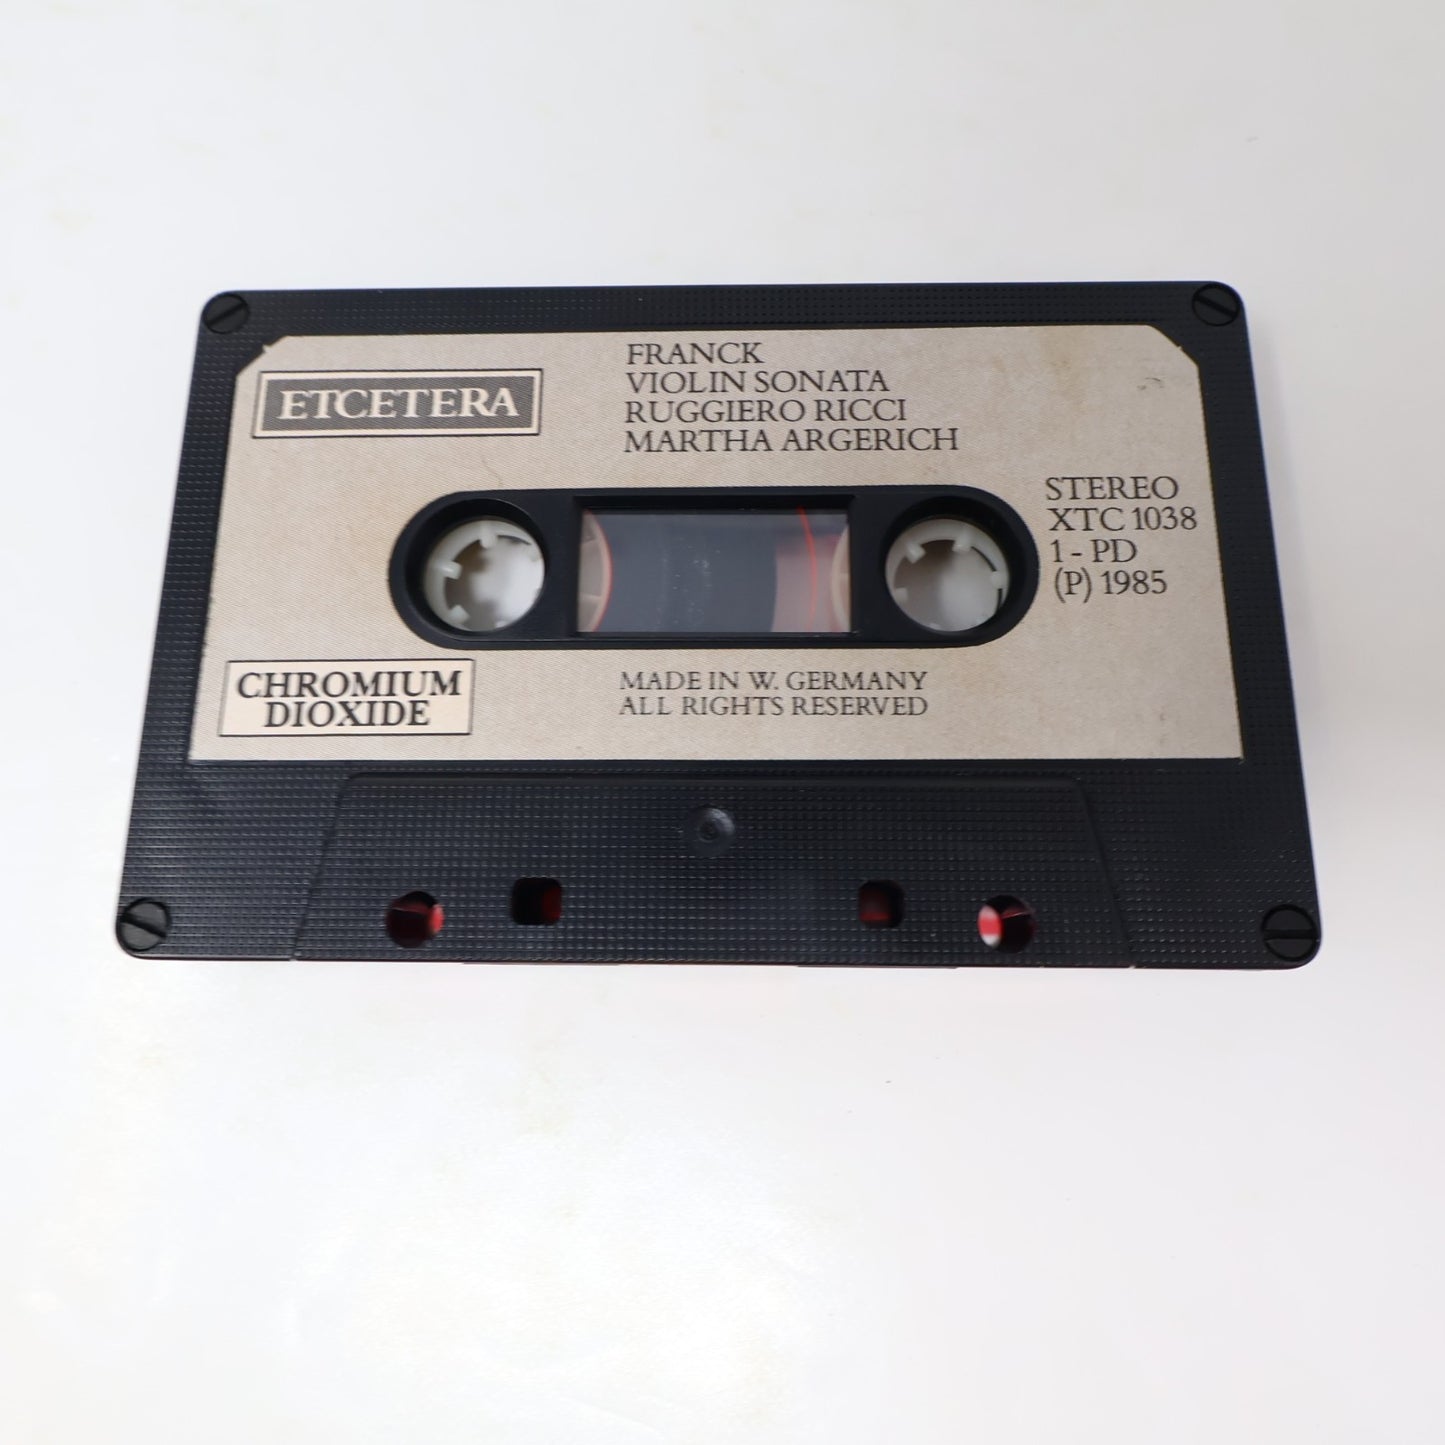 ETCETERA
FRANCK
VIOLIN SONATA
RUGGIERO RICCI
MARTHA ARGERICH
STEREO
XTC 1038
1 - PD
(P) 1985
CHROMIUM
DIOXIDE
MADE IN W. GERMANY
ALL RIGHTS RESERVED